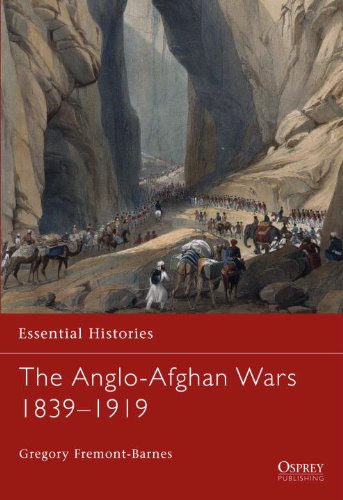 Essential Histories
The Anglo-Afghan Wars
1839–1919
Gregory Fremont-Barnes
OSPREY
PUBLISHING